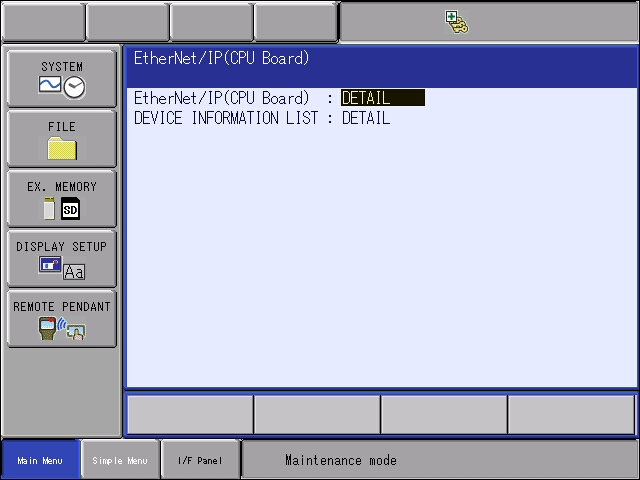 EtherNet/IP(CPU Board)
SYSTEM
EtherNet/IP(CPU Board) : DETAIL
DEVICE INFORMATION LIST : DETAIL
FILE
EX. MEMORY
SD
DISPLAY SETUP
Aa
REMOTE PENDANT
Main Menu
Simple Menu
I/F Panel
Maintenance mode